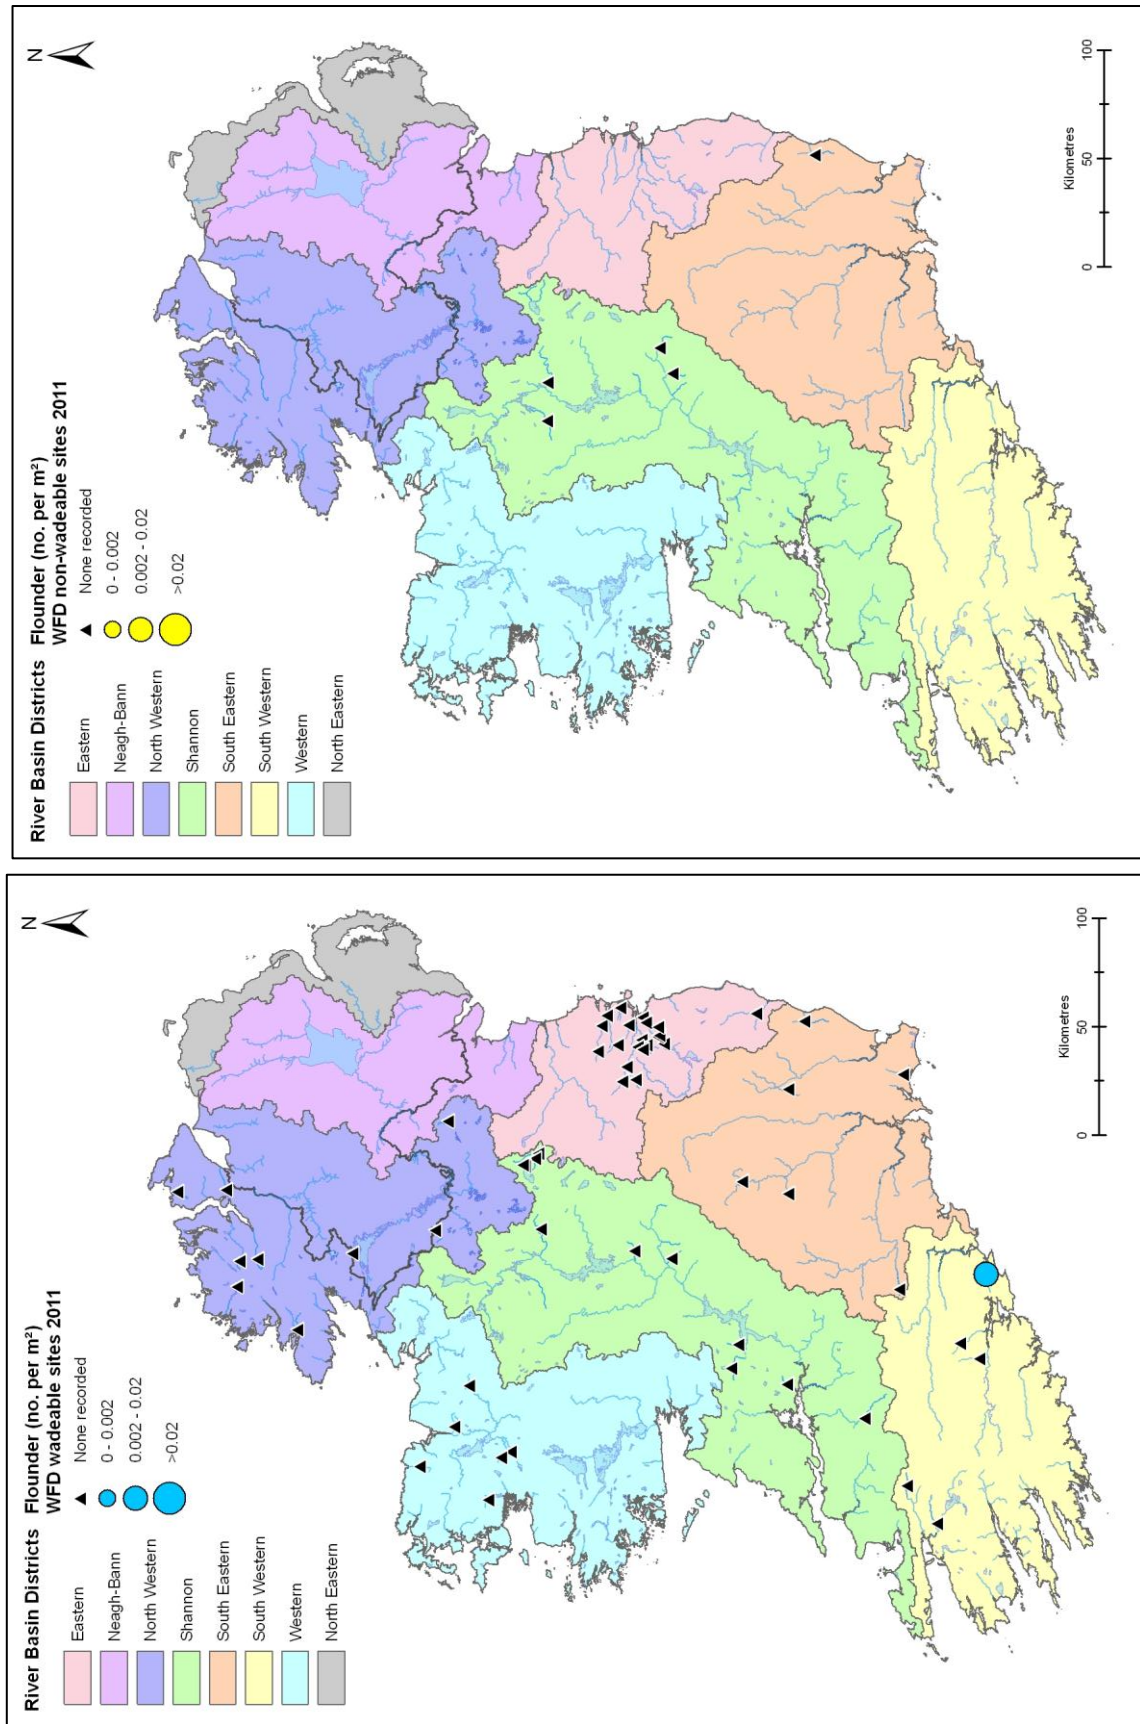 River Basin Districts
Eastern
Neagh-Bann
North Western
Shannon
South Eastern
South Western
Western
North Eastern
Flounder (no. per m²)
WFD wadeable sites 2011
None recorded
0 - 0.002
0.002 - 0.02
>0.02
N
0 50 100
Kilometres
River Basin Districts
Eastern
Neagh-Bann
North Western
Shannon
South Eastern
South Western
Western
North Eastern
Flounder (no. per m²)
WFD non-wadeable sites 2011
None recorded
0 - 0.002
0.002 - 0.02
>0.02
N
0 50 100
Kilometres